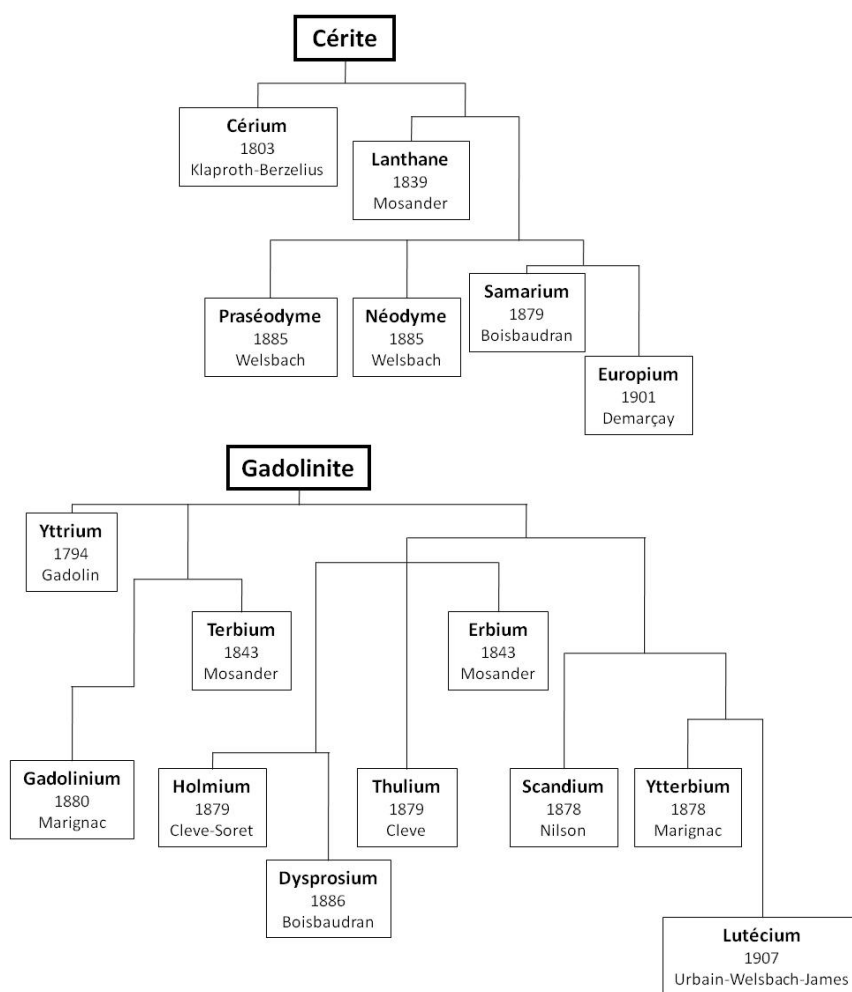 Cérite
Cérium
1803
Klaproth-Berzelius
Lanthane
1839
Mosander
Praséodyme
1885
Welsbach
Néodyme
1885
Welsbach
Samarium
1879
Boisbaudran
Europium
1901
Demarçay
Gadolinite
Yttrium
1794
Gadolin
Terbium
1843
Mosander
Erbium
1843
Mosander
Gadolinium
1880
Marignac
Holmium
1879
Cleve-Soret
Thulium
1879
Cleve
Scandium
1878
Nilson
Ytterbium
1878
Marignac
Dysprosium
1886
Boisbaudran
Lutécium
1907
Urbain-Welsbach-James